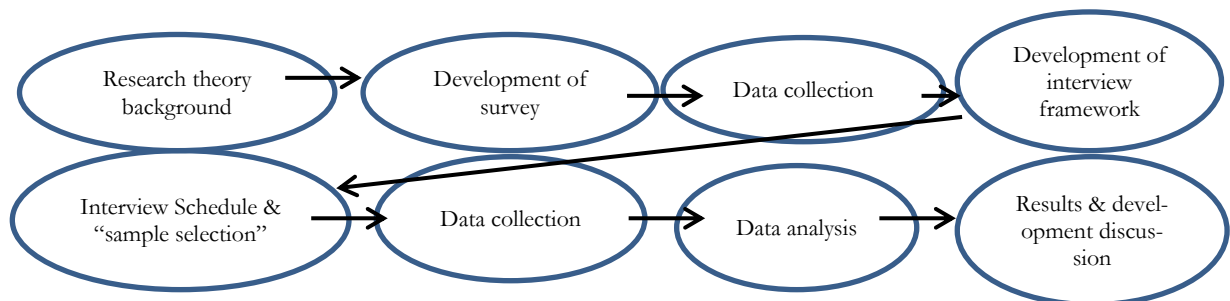 Research theory
background
Development of
survey
Data collection
Development of
interview
framework
Interview Schedule &
“sample selection”
Data collection
Data analysis
Results & devel-
opment discus-
sion